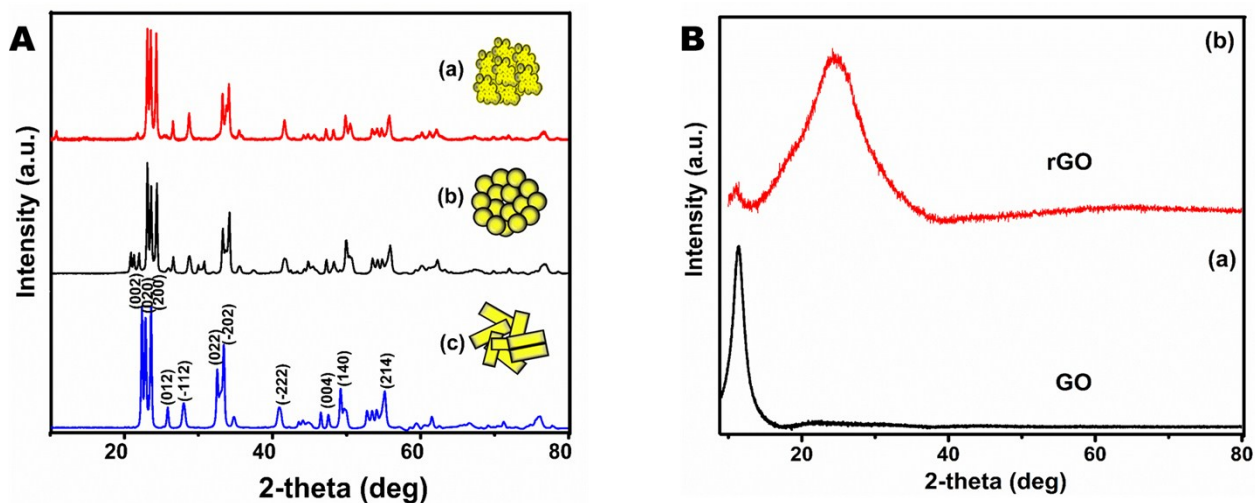 A
Intensity (a.u.)
(a)
(b)
(c)
(002)
(020)
(200)
(012)
(-112)
(022)
(-202)
(-222)
(004)
(140)
(214)
20 40 60 80
2-theta (deg)
B
Intensity (a.u.)
(b)
rGO
(a)
GO
20 40 60 80
2-theta (deg)